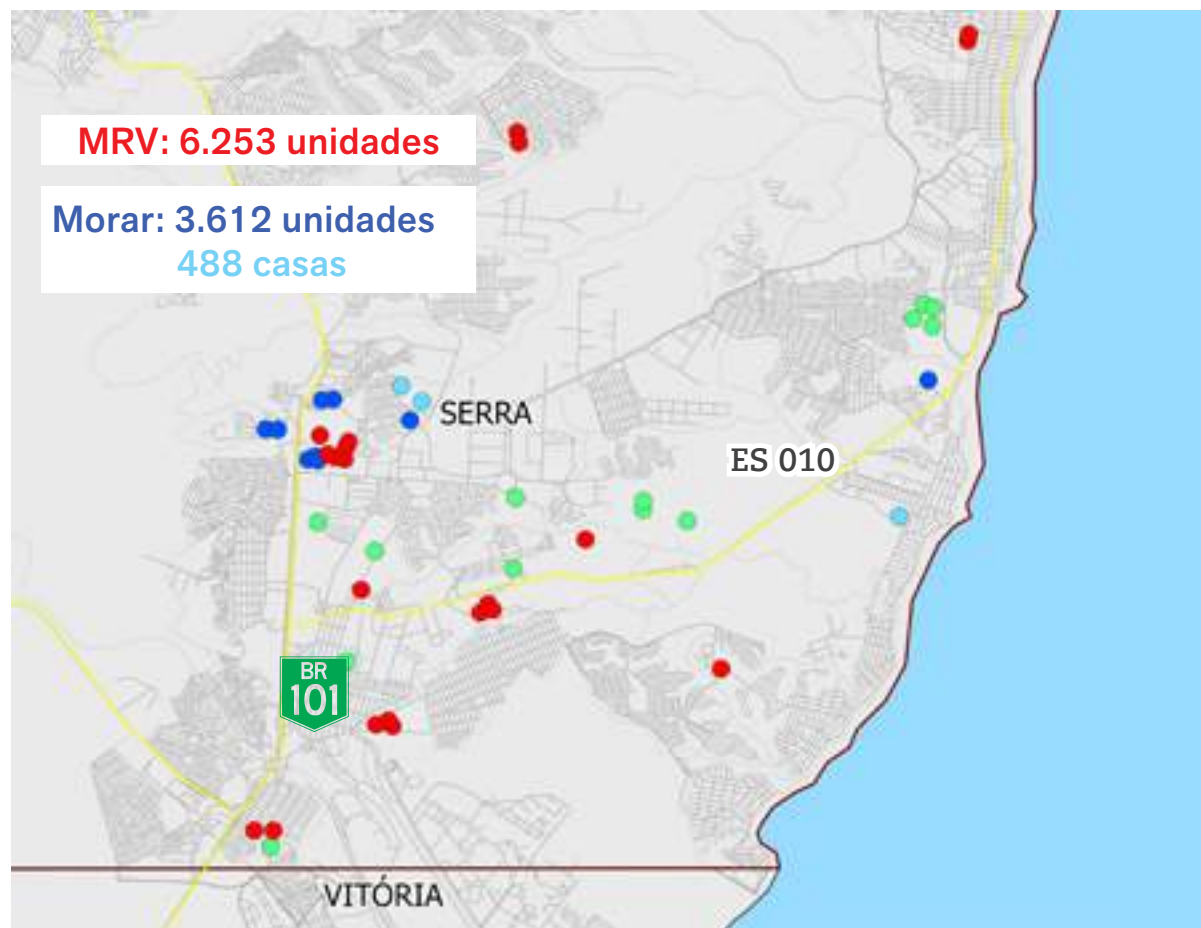 MRV: 6.253 unidades
Morar: 3.612 unidades
488 casas
SERRA
ES 010
BR
101
VITÓRIA